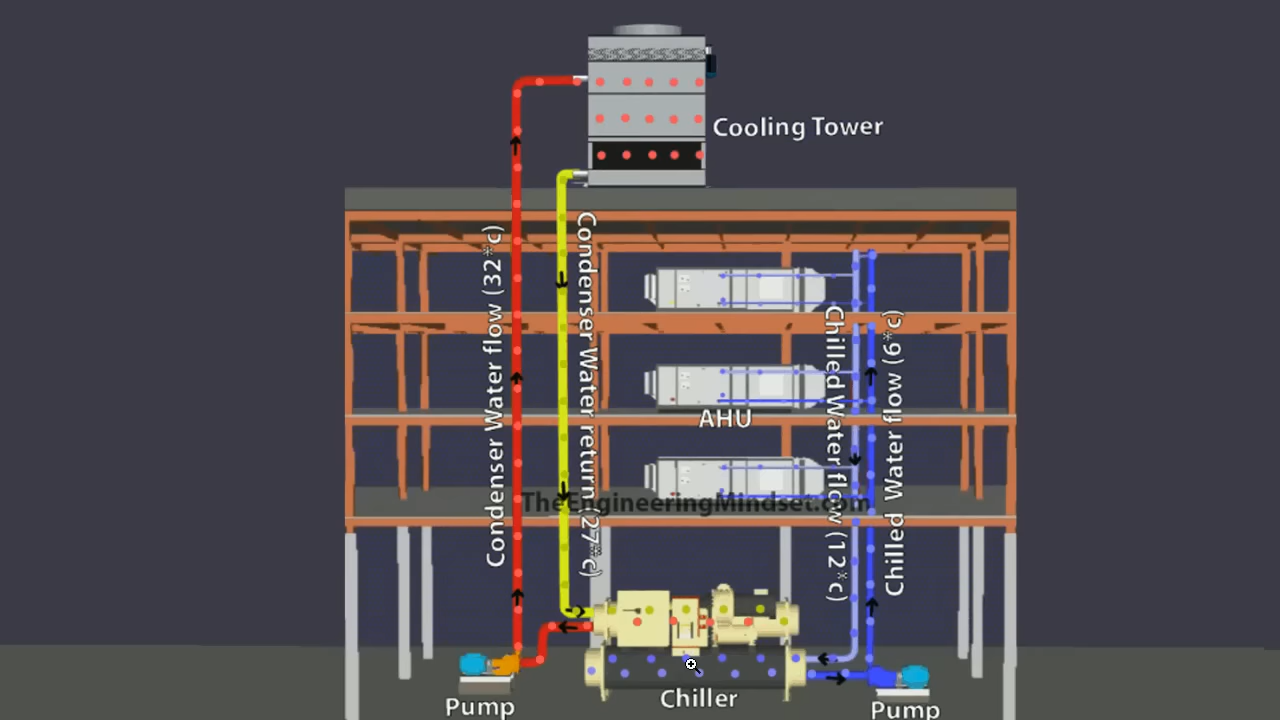 Cooling Tower
Condenser Water flow (32°c)
Condenser Water return (27°c)
Chilled Water flow (12°c)
Chilled Water flow (6°c)
AHU
TheEngineeringMindset.com
Chiller
Pump
Pump